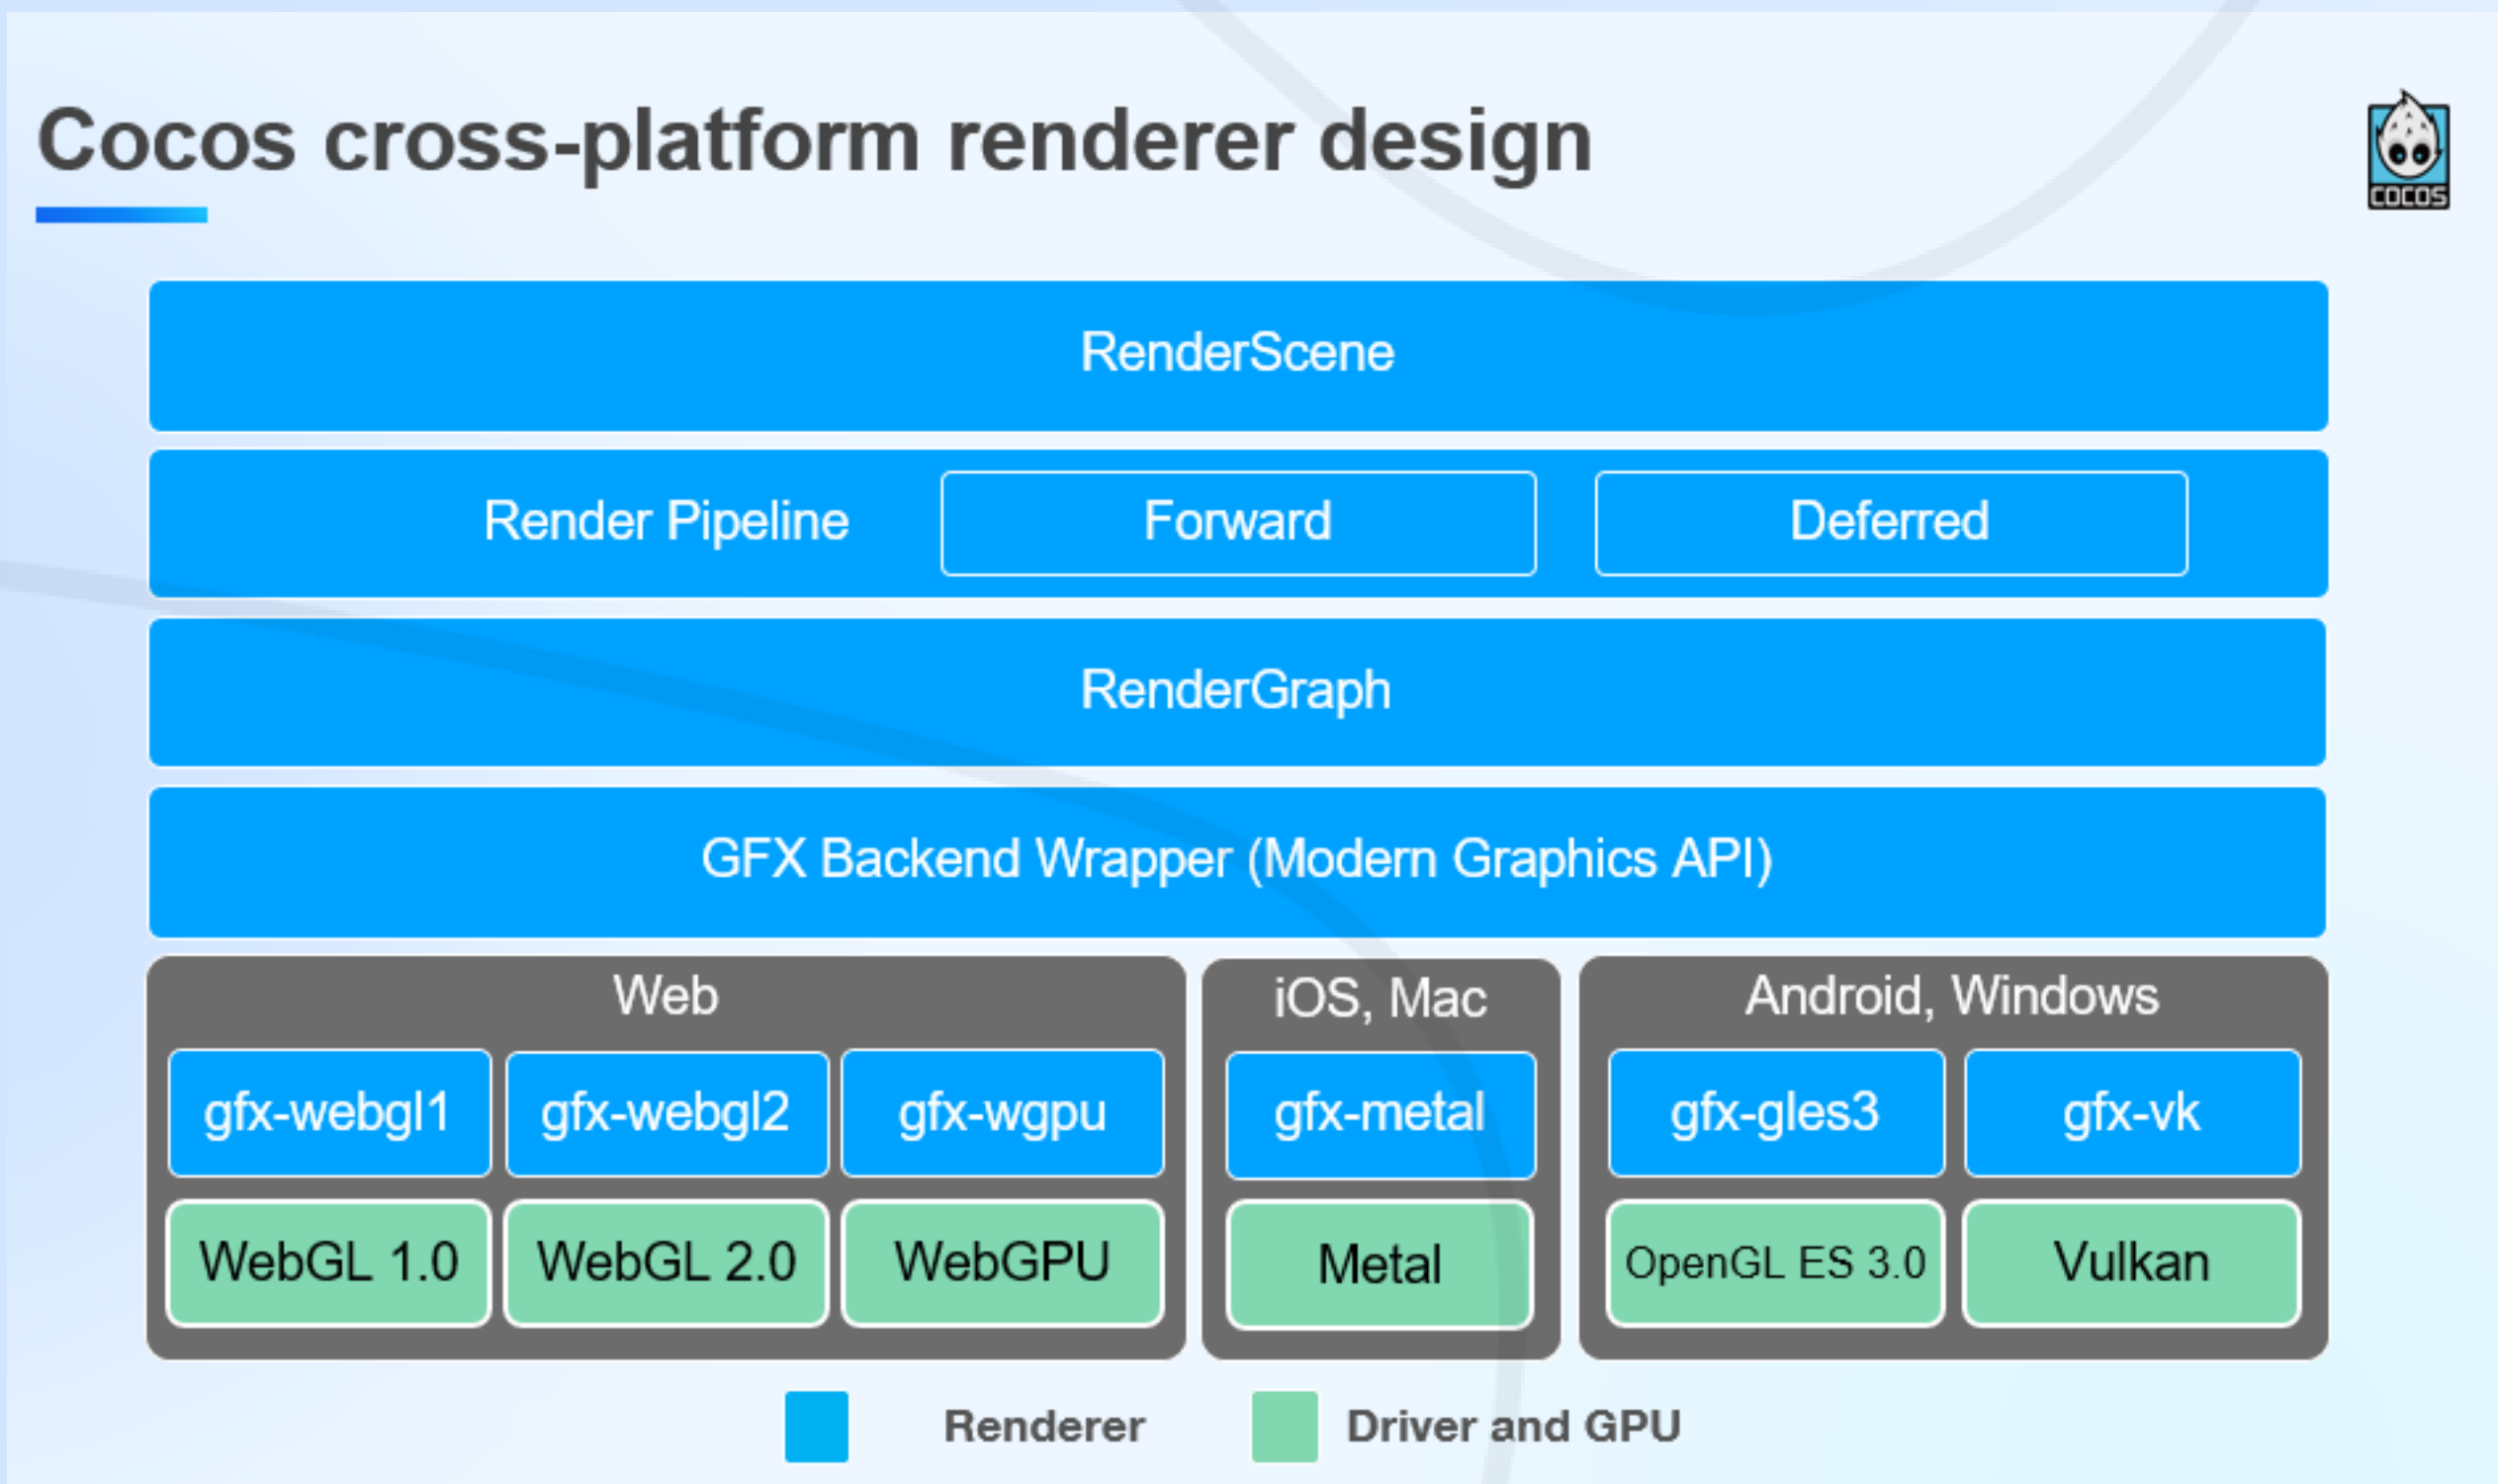 Cocos cross-platform renderer design
COCOS
RenderScene
Render Pipeline
Forward
Deferred
RenderGraph
GFX Backend Wrapper (Modern Graphics API)
Web
gfx-webgl1
gfx-webgl2
gfx-wgpu
WebGL 1.0
WebGL 2.0
WebGPU
iOS, Mac
gfx-metal
Metal
Android, Windows
gfx-gles3
gfx-vk
OpenGL ES 3.0
Vulkan
Renderer
Driver and GPU